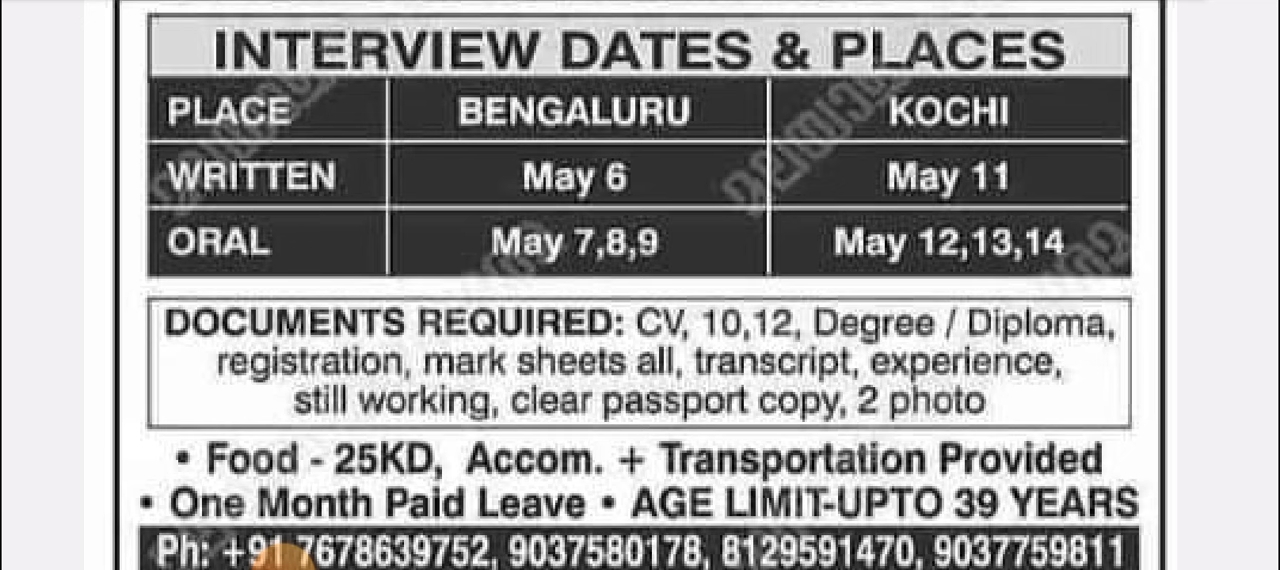 INTERVIEW DATES & PLACES
PLACE BENGALURU KOCHI
WRITTEN May 6 May 11
ORAL May 7,8,9 May 12,13,14
DOCUMENTS REQUIRED: CV, 10,12, Degree / Diploma,
registration, mark sheets all, transcript, experience,
still working, clear passport copy, 2 photo
• Food - 25KD, Accom. + Transportation Provided
• One Month Paid Leave • AGE LIMIT-UPTO 39 YEARS
Ph: +91 7678639752, 9037580178, 8129591470, 9037759811